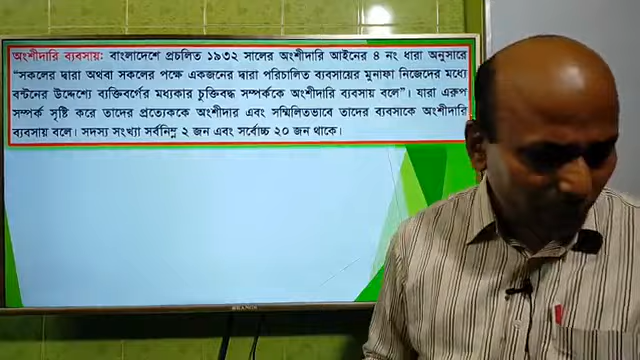 অংশীদারি ব্যবসায়: বাংলাদেশে প্রচলিত ১৯৩২ সালের অংশীদারি আইনের ৪ নং ধারা অনুসারে
“সকলের দ্বারা অথবা সকলের পক্ষে একজনের দ্বারা পরিচালিত ব্যবসায়ের মুনাফা নিজেদের মধ্যে
বন্টনের উদ্দেশ্যে ব্যক্তিবর্গের মধ্যকার চুক্তিবদ্ধ সম্পর্ককে অংশীদারি ব্যবসায় বলে”। যারা এরূপ
সম্পর্ক সৃষ্টি করে তাদের প্রত্যেককে অংশীদার এবং সম্মিলিতভাবে তাদের ব্যবসাকে অংশীদারি
ব্যবসায় বলে। সদস্য সংখ্যা সর্বনিম্ন ২ জন এবং সর্বোচ্চ ২০ জন থাকে।